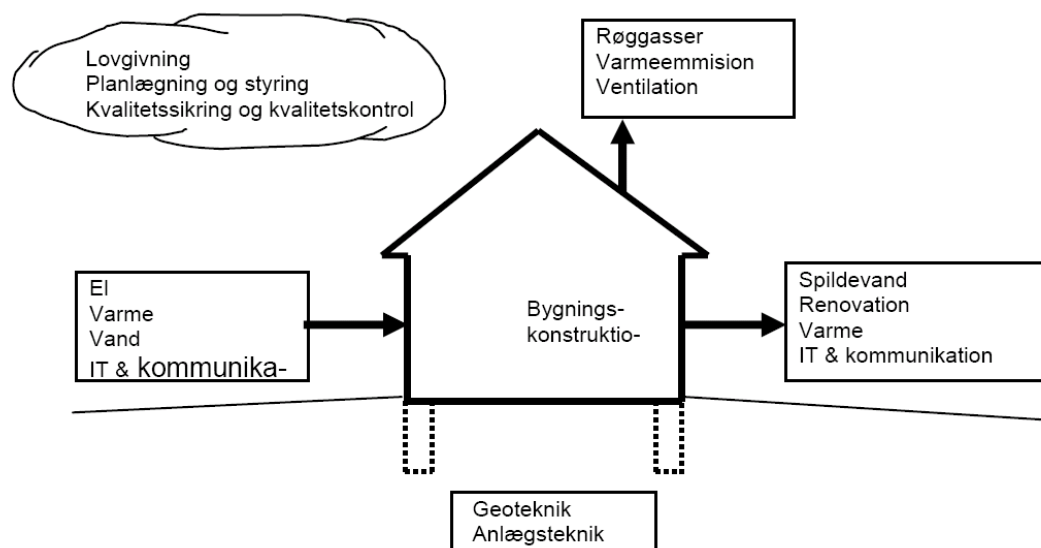 Lovgivning
Planlægning og styring
Kvalitetssikring og kvalitetskontrol
Røggasser
Varmeemmision
Ventilation
El
Varme
Vand
IT & kommunika-
Bygnings-
konstruktio-
Spildevand
Renovation
Varme
IT & kommunikation
Geoteknik
Anlægsteknik